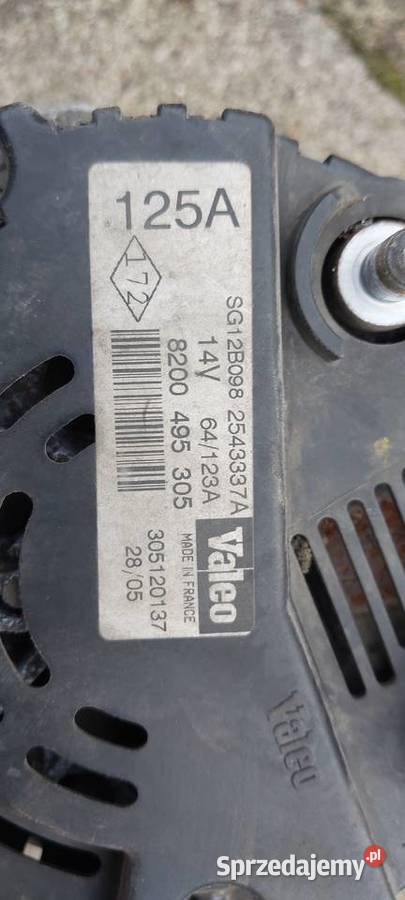 125A
172
SG12B098 2543337A
14V 64/123A
8200 495 305
Valeo
MADE IN FRANCE
305120137
28/05
Valeo
Sprzedajemy.pl